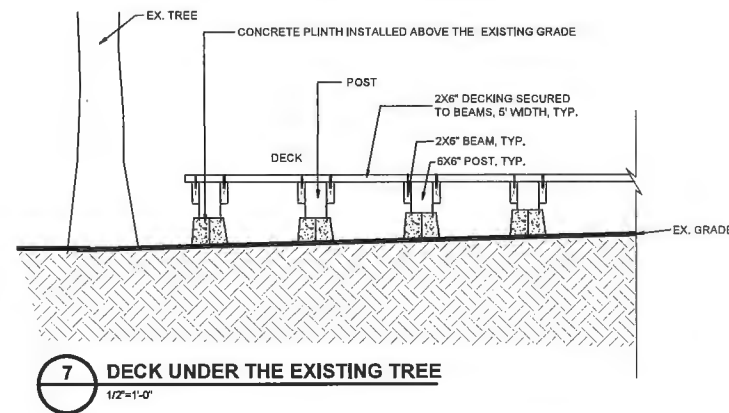 EX. TREE
CONCRETE PLINTH INSTALLED ABOVE THE EXISTING GRADE
POST
2X6" DECKING SECURED
TO BEAMS, 5' WIDTH, TYP.
2X6" BEAM, TYP.
DECK
6X6" POST, TYP.
EX. GRADE
7
DECK UNDER THE EXISTING TREE
1/2"=1'-0"